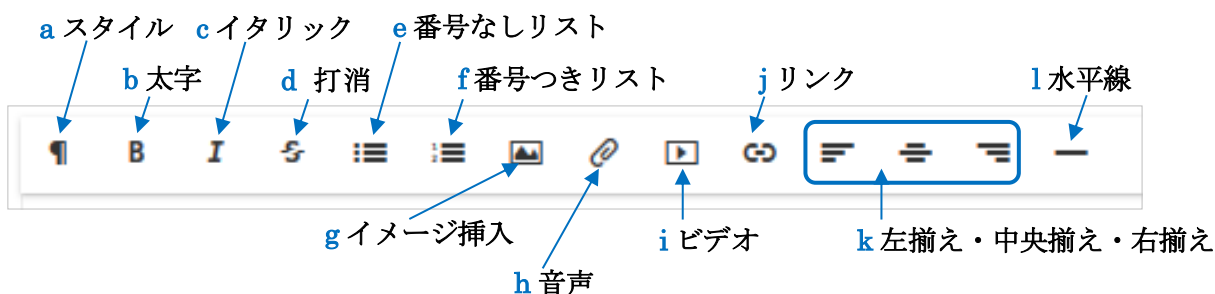 a スタイル c イタリック e 番号なしリスト
b 太字 d 打消 f 番号つきリスト j リンク l 水平線
¶ B I S
g イメージ挿入 i ビデオ k 左揃え・中央揃え・右揃え
h 音声